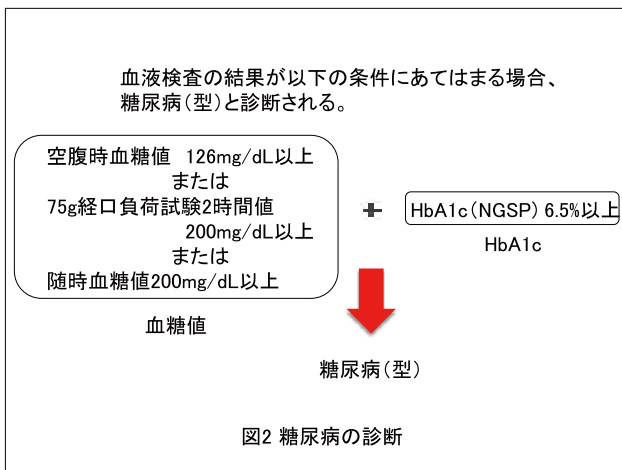 血液検査の結果が以下の条件にあてはまる場合、
糖尿病(型)と診断される。
空腹時血糖値 126mg/dL以上
または
75g経口負荷試験2時間値
200mg/dL以上
または
随時血糖値200mg/dL以上
血糖値
+
HbA1c(NGSP) 6.5%以上
HbA1c
糖尿病(型)
図2 糖尿病の診断